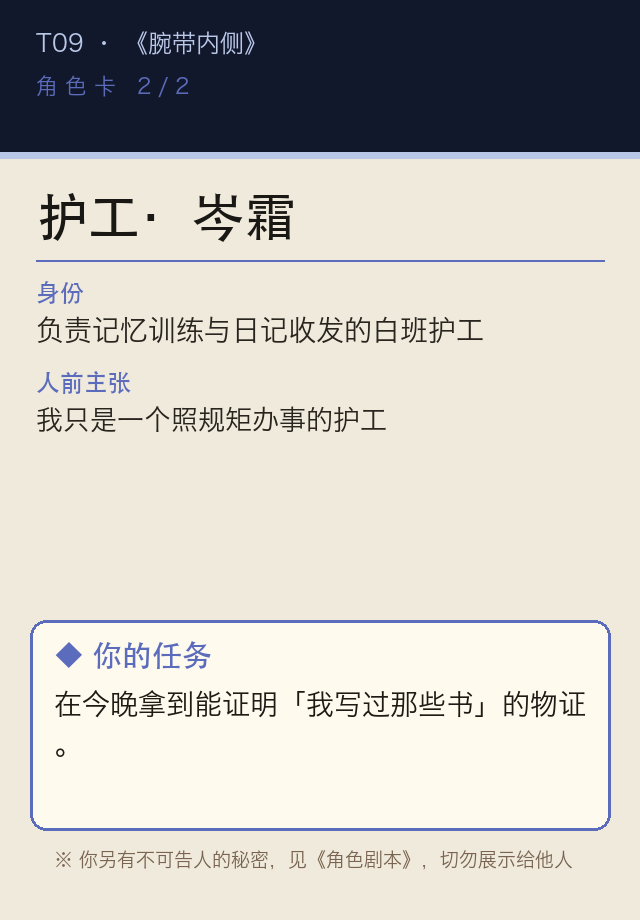 T09 · 《腕带内侧》
角色卡 2/2
护工· 岑霜
身份
负责记忆训练与日记收发的白班护工
人前主张
我只是一个照规矩办事的护工
◆ 你的任务
在今晚拿到能证明「我写过那些书」的物证
。
※ 你另有不可告人的秘密，见《角色剧本》，切勿展示给他人